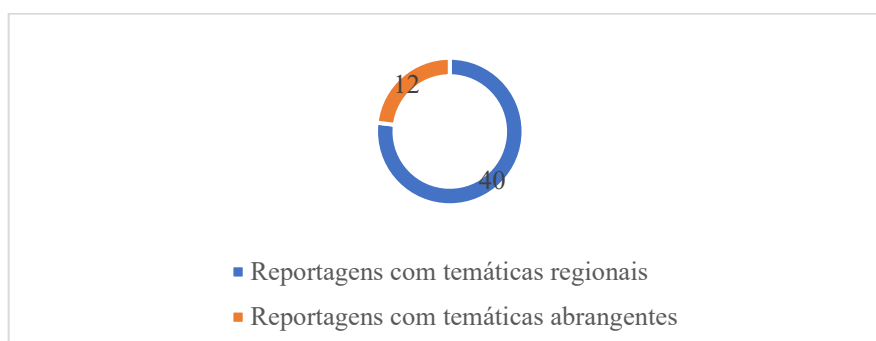 12
40
Reportagens com temáticas regionais
Reportagens com temáticas abrangentes